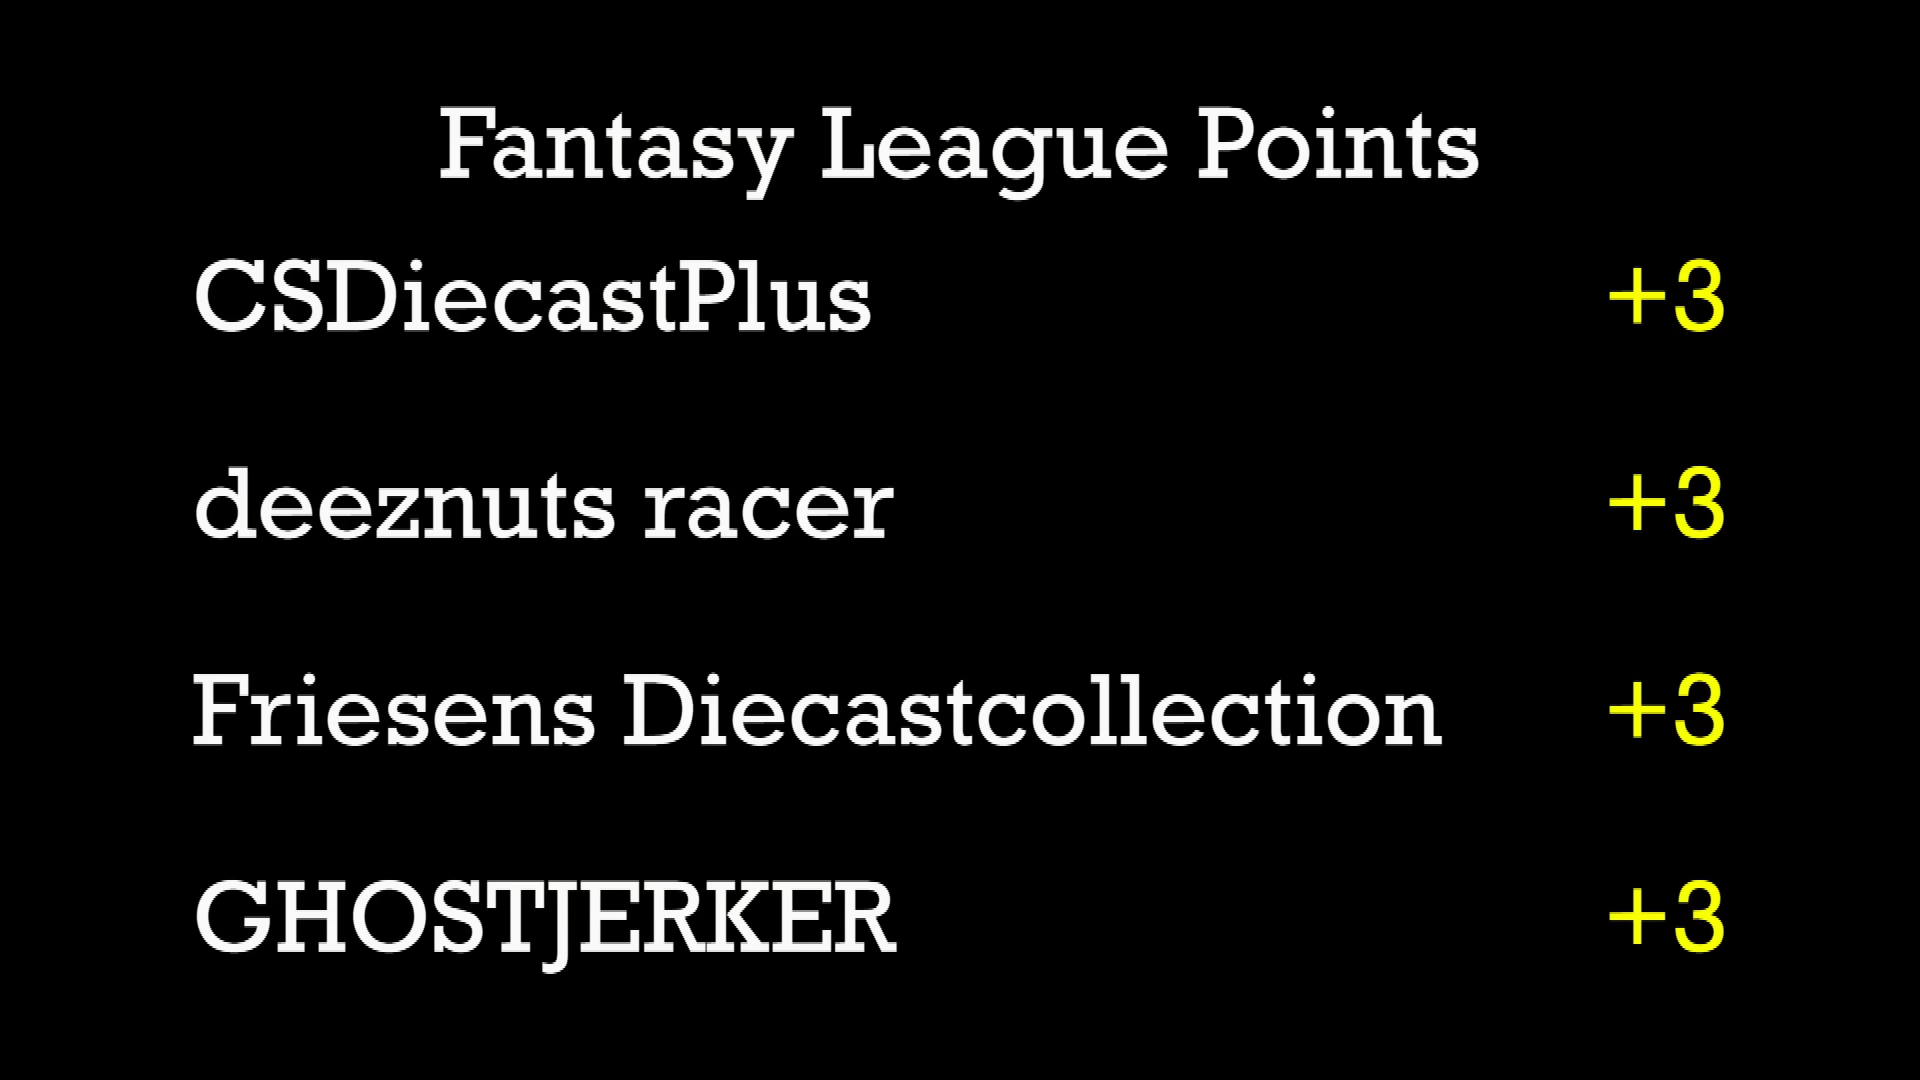 Fantasy League Points
CSDiecastPlus +3
deeznuts racer +3
Friesens Diecastcollection +3
GHOSTJERKER +3